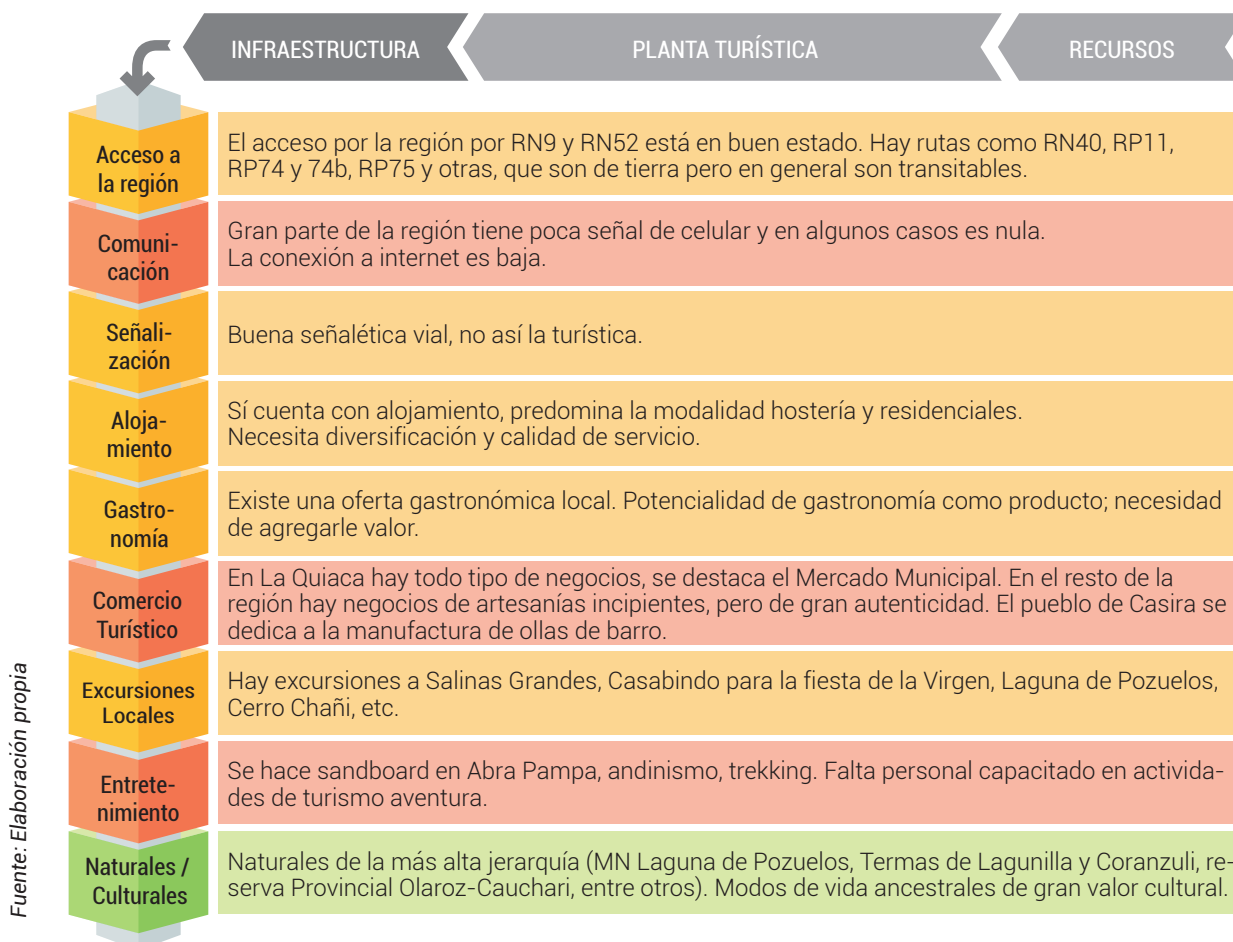 INFRAESTRUCTURA
PLANTA TURÍSTICA
RECURSOS
Acceso a
la región
El acceso por la región por RN9 y RN52 está en buen estado. Hay rutas como RN40, RP11,
RP74 y 74b, RP75 y otras, que son de tierra pero en general son transitables.
Comuni-
cación
Gran parte de la región tiene poca señal de celular y en algunos casos es nula.
La conexión a internet es baja.
Señali-
zación
Buena señalética vial, no así la turística.
Aloja-
miento
Sí cuenta con alojamiento, predomina la modalidad hostería y residenciales.
Necesita diversificación y calidad de servicio.
Gastro-
nomía
Existe una oferta gastronómica local. Potencialidad de gastronomía como producto; necesidad
de agregarle valor.
Comercio
Turístico
En La Quiaca hay todo tipo de negocios, se destaca el Mercado Municipal. En el resto de la
región hay negocios de artesanías incipientes, pero de gran autenticidad. El pueblo de Casira se
dedica a la manufactura de ollas de barro.
Excursiones
Locales
Hay excursiones a Salinas Grandes, Casabindo para la fiesta de la Virgen, Laguna de Pozuelos,
Cerro Chañi, etc.
Entrete-
nimiento
Se hace sandboard en Abra Pampa, andinismo, trekking. Falta personal capacitado en activida-
des de turismo aventura.
Naturales /
Culturales
Naturales de la más alta jerarquía (MN Laguna de Pozuelos, Termas de Lagunilla y Coranzuli, re-
serva Provincial Olaroz-Cauchari, entre otros). Modos de vida ancestrales de gran valor cultural.
Fuente: Elaboración propia